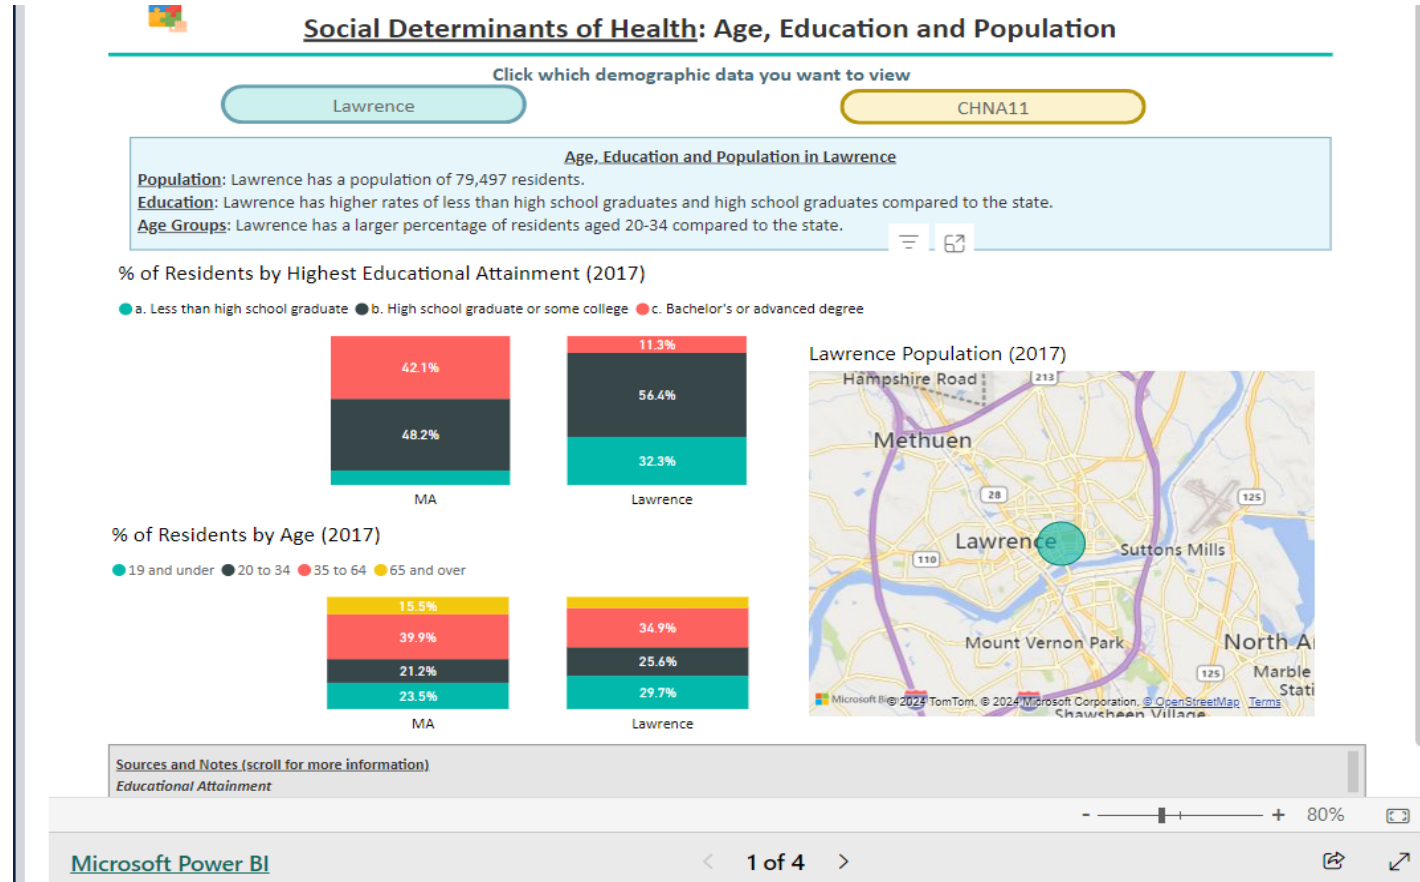 Social Determinants of Health: Age, Education and Population
Click which demographic data you want to view
Lawrence
CHNA11
Age, Education and Population in Lawrence
Population: Lawrence has a population of 79,497 residents.
Education: Lawrence has higher rates of less than high school graduates and high school graduates compared to the state.
Age Groups: Lawrence has a larger percentage of residents aged 20-34 compared to the state.
% of Residents by Highest Educational Attainment (2017)
a. Less than high school graduate b. High school graduate or some college c. Bachelor's or advanced degree
42.1%
48.2%
MA
11.3%
56.4%
32.3%
Lawrence
% of Residents by Age (2017)
19 and under 20 to 34 35 to 64 65 and over
15.5%
39.9%
21.2%
23.5%
MA
34.9%
25.6%
29.7%
Lawrence
Lawrence Population (2017)
Hampshire Road
213
Methuen
28
125
Lawrence
Suttons Mills
110
Mount Vernon Park
North A
125
Marble
Stati
Microsoft Bi
© 2024 TomTom, © 2024 Microsoft Corporation, © OpenStreetMap Terms
Shawsheen Village
Sources and Notes (scroll for more information)
Educational Attainment
- + 80%
Microsoft Power BI
< 1 of 4 >